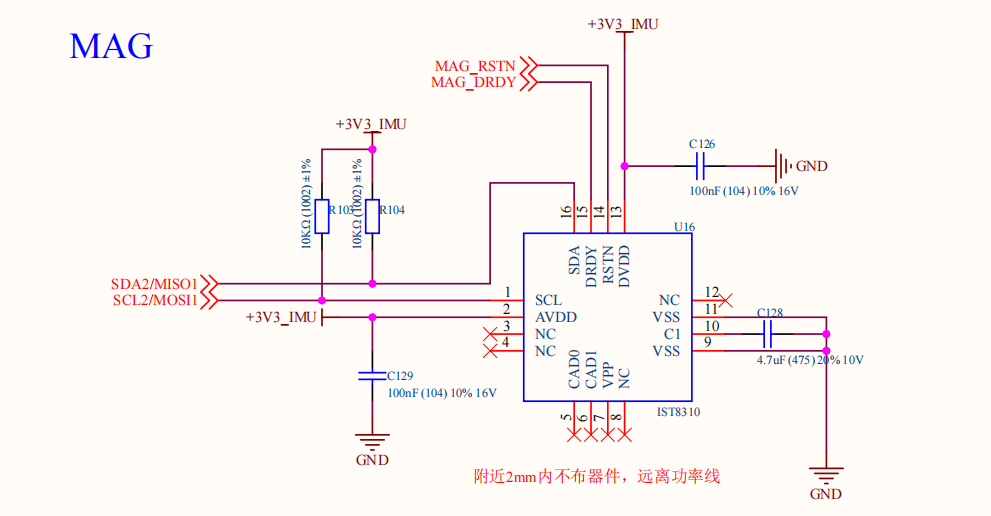 MAG
+3V3_IMU
MAG_RSTN
MAG_DRDY
+3V3_IMU
C126
GND
100nF (104) 10% 16V
10KΩ (1002) ±1%
R103
10KΩ (1002) ±1%
R104
16
15
14
13
U16
SDA
DRDY
RSTN
DVDD
SDA2/MISO1
SCL2/MOSI1
+3V3_IMU
1
SCL
2
AVDD
3
NC
4
NC
NC
12
VSS
11
C1
10
VSS
9
C128
4.7uF (475) 20% 10V
CAD0
CAD1
VPP
NC
C129
100nF (104) 10% 16V
5
6
7
8
IST8310
GND
附近2mm内不布器件，远离功率线
GND